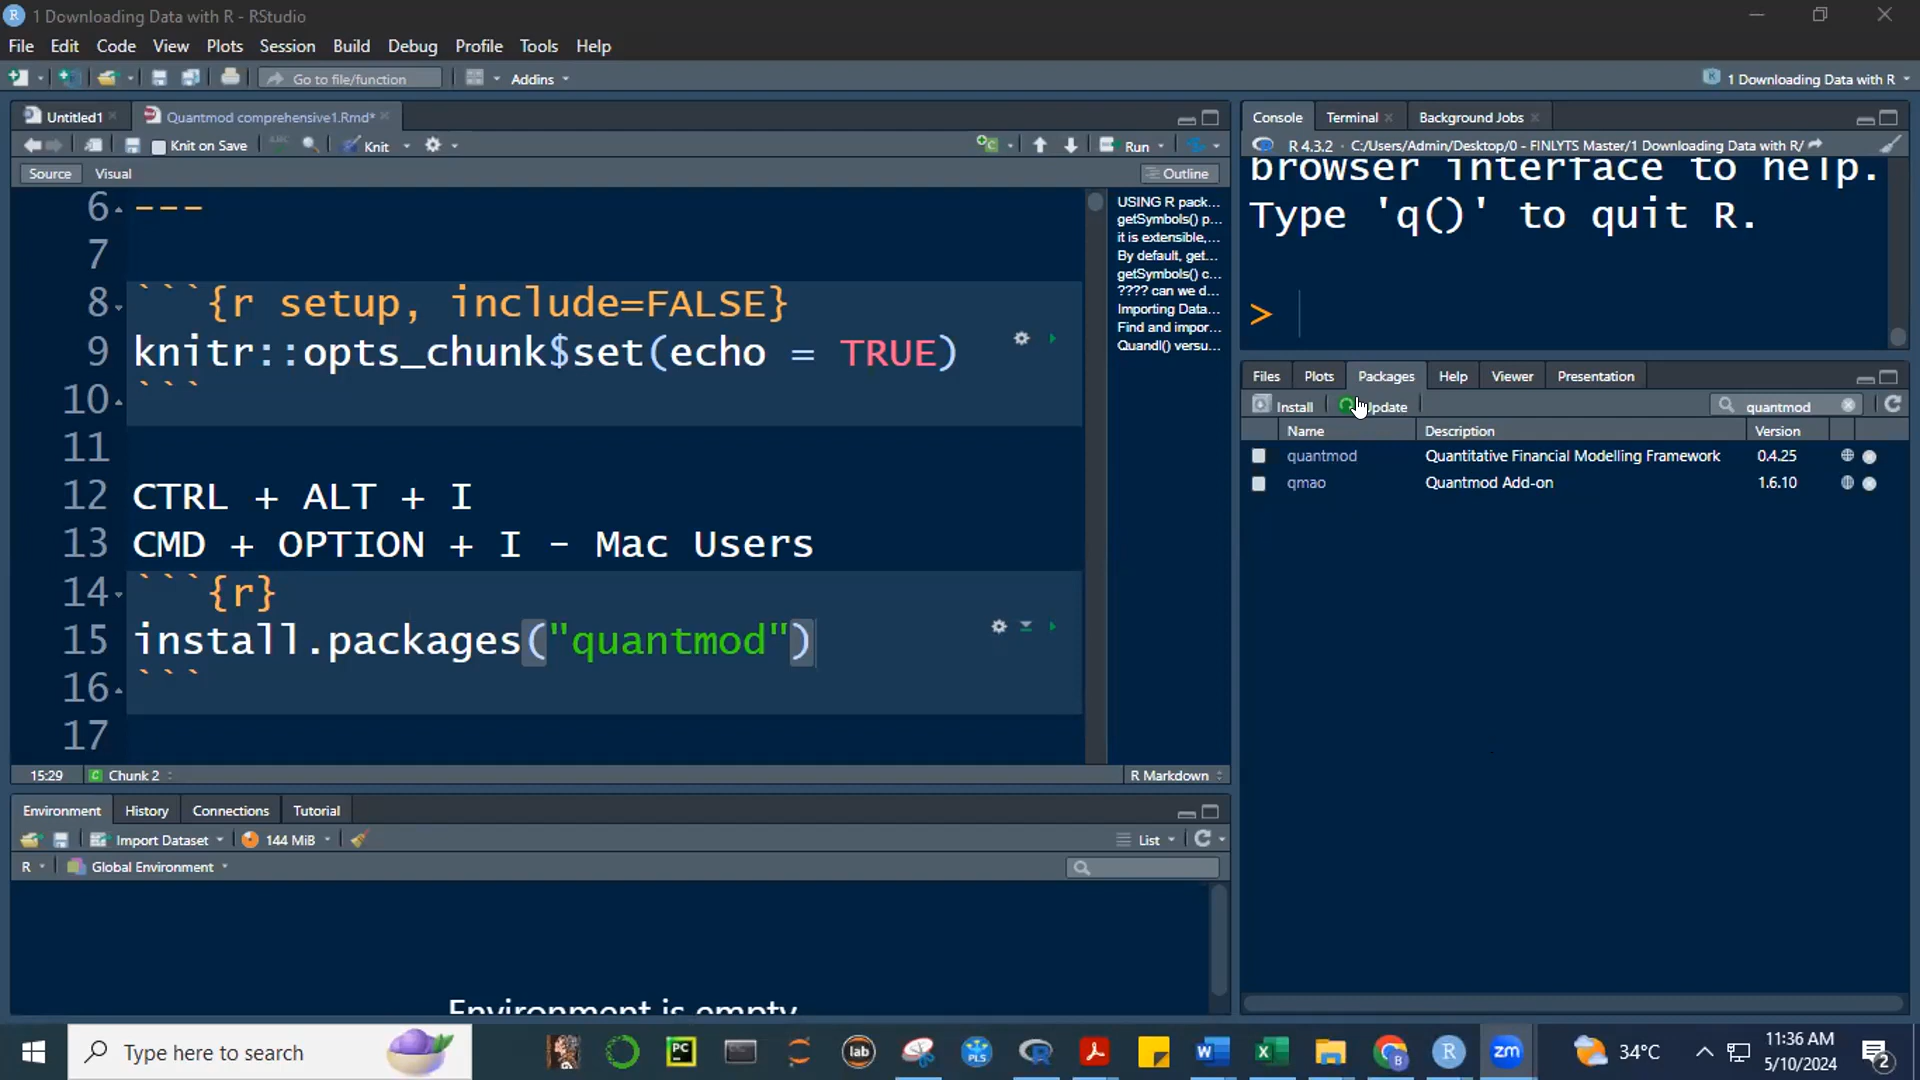 1 Downloading Data with R - RStudio
File Edit Code View Plots Session Build Debug Profile Tools Help
Go to file/function Addins 1 Downloading Data with R
Untitled1 Quantmod comprehensive1.Rmd*
Knit on Save Knit Run
Source Visual Outline
6 ---
7
8 ```{r setup, include=FALSE}
9 knitr::opts_chunk$set(echo = TRUE)
10 ```
11
12 CTRL + ALT + I
13 CMD + OPTION + I - Mac Users
14 ```{r}
15 install.packages("quantmod")
16 ```
17
USING R pack...
getSymbols() p...
it is extensible,...
By default, get...
getSymbols() c...
???? can we d...
Importing Data...
Find and impor...
Quandl() versu...
15:29 Chunk 2 R Markdown
Environment History Connections Tutorial
Import Dataset 144 MiB List
R Global Environment
Environment is empty
Console Terminal Background Jobs
R 4.3.2 · C:/Users/Admin/Desktop/0 - FINLYTS Master/1 Downloading Data with R/
browser interface to help.
Type 'q()' to quit R.
>
Files Plots Packages Help Viewer Presentation
Install Update quantmod
Name Description Version
quantmod Quantitative Financial Modelling Framework 0.4.25
qmao Quantmod Add-on 1.6.10
Type here to search PC lab PLS R zm 34°C 11:36 AM
5/10/2024 2